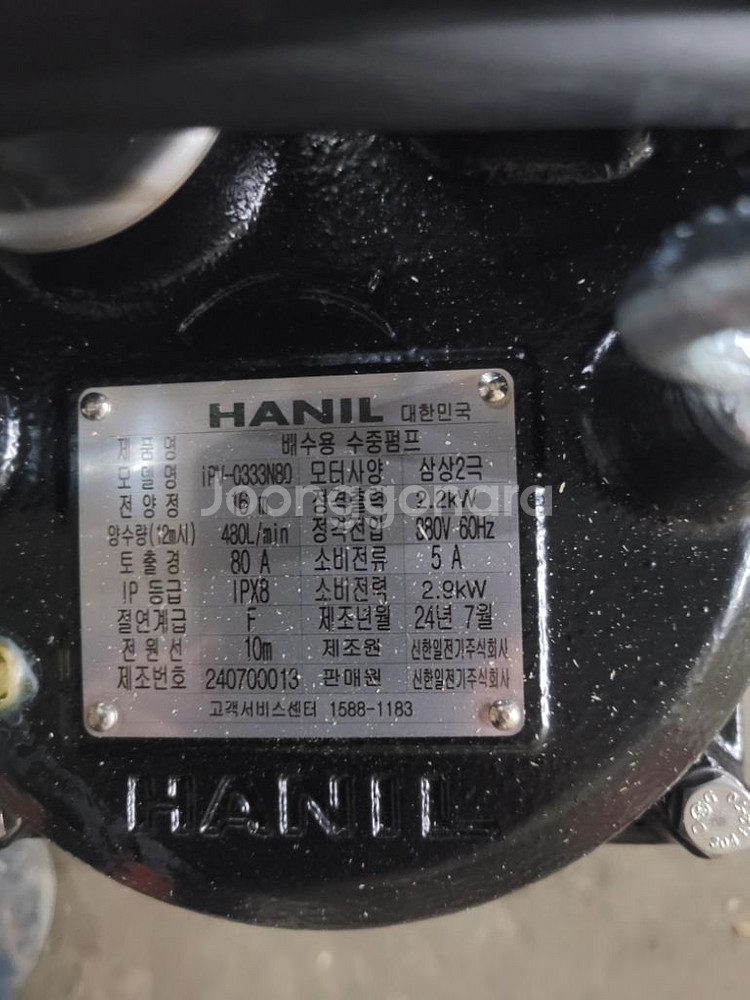 HANIL 대한민국
제품명 배수용 수중펌프
모델명 iPV-0333N80 모터사양 삼상2극
전양정 16 m 정격출력 2.2kW
양수량(12m시) 480L/min 정격전압 380V 60Hz
토출경 80 A 소비전류 5 A
IP 등급 IPX8 소비전력 2.9kW
절연계급 F 제조년월 24년 7월
전원선 10m 제조원 신한일전기주식회사
제조번호 240700013 판매원 신한일전기주식회사
고객서비스센터 1588-1183
HANIL
Joonggonara